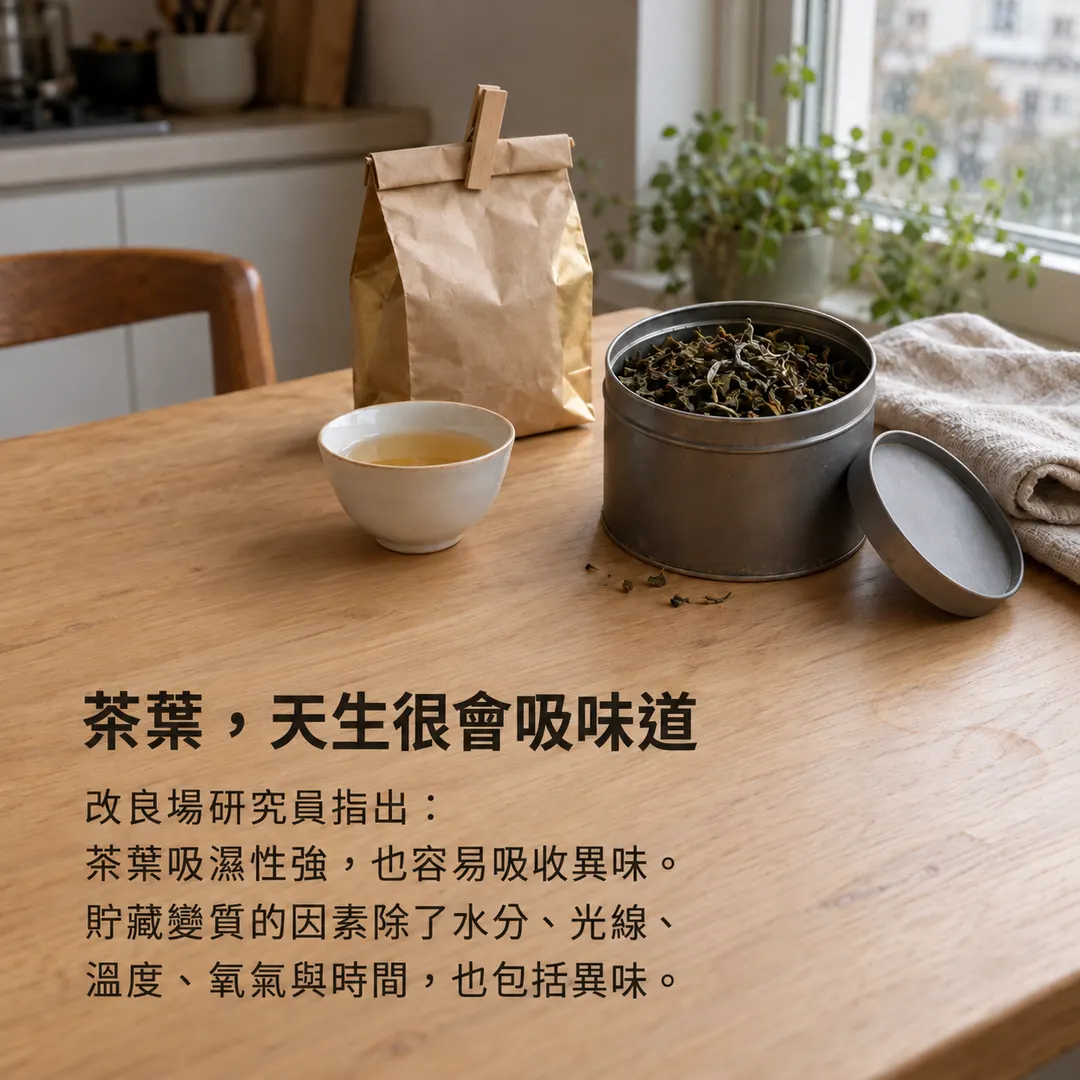 茶葉，天生很會吸味道
改良場研究員指出：
茶葉吸濕性強，也容易吸收異味。
貯藏變質的因素除了水分、光線、
溫度、氧氣與時間，也包括異味。